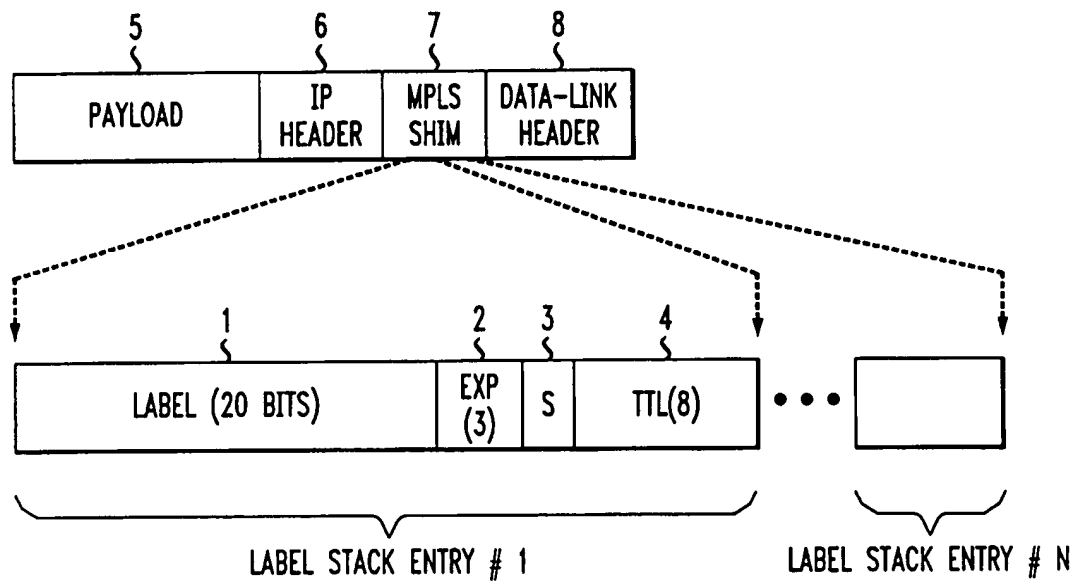 5 6 7 8
PAYLOAD
IP HEADER
MPLS SHIM
DATA-LINK HEADER
1 2 3 4
LABEL (20 BITS)
EXP (3)
S
TTL(8)
LABEL STACK ENTRY # 1
LABEL STACK ENTRY # N